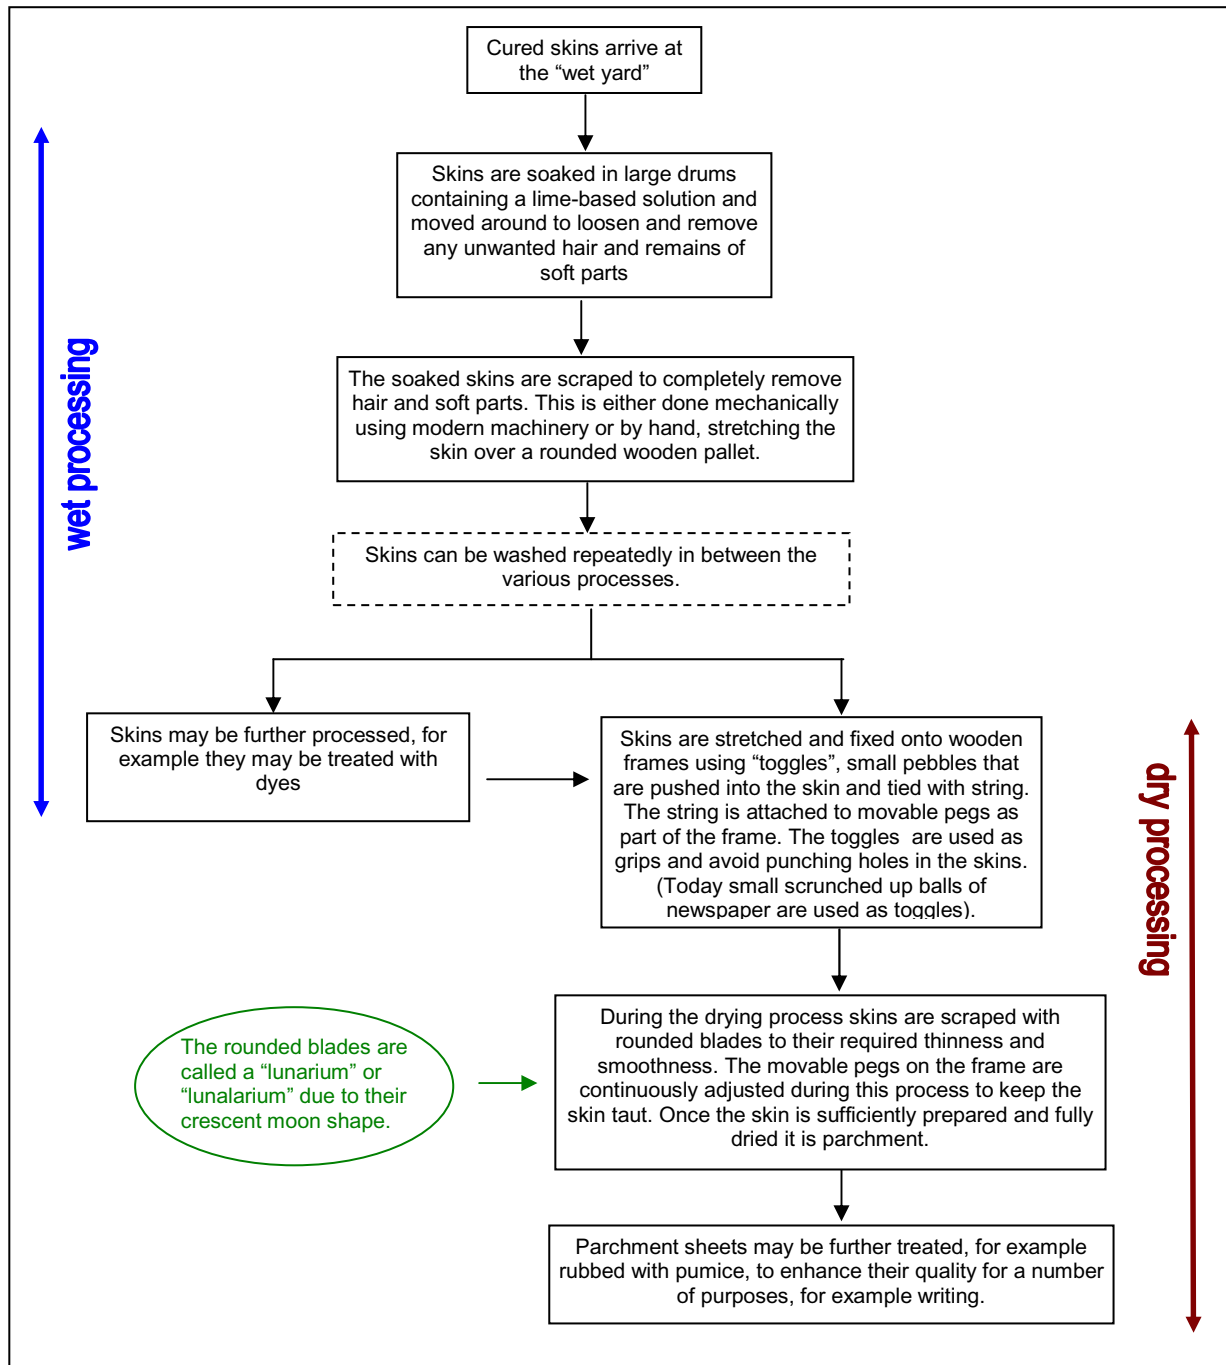 Cured skins arrive at
the “wet yard”
Skins are soaked in large drums
containing a lime-based solution and
moved around to loosen and remove
any unwanted hair and remains of
soft parts
wet processing
The soaked skins are scraped to completely remove
hair and soft parts. This is either done mechanically
using modern machinery or by hand, stretching the
skin over a rounded wooden pallet.
Skins can be washed repeatedly in between the
various processes.
Skins may be further processed, for
example they may be treated with
dyes
Skins are stretched and fixed onto wooden
frames using “toggles”, small pebbles that
are pushed into the skin and tied with string.
The string is attached to movable pegs as
part of the frame. The toggles are used as
grips and avoid punching holes in the skins.
(Today small scrunched up balls of
newspaper are used as toggles).
dry processing
The rounded blades are
called a “lunarium” or
“lunalarium” due to their
crescent moon shape.
During the drying process skins are scraped with
rounded blades to their required thinness and
smoothness. The movable pegs on the frame are
continuously adjusted during this process to keep the
skin taut. Once the skin is sufficiently prepared and fully
dried it is parchment.
Parchment sheets may be further treated, for example
rubbed with pumice, to enhance their quality for a number
of purposes, for example writing.